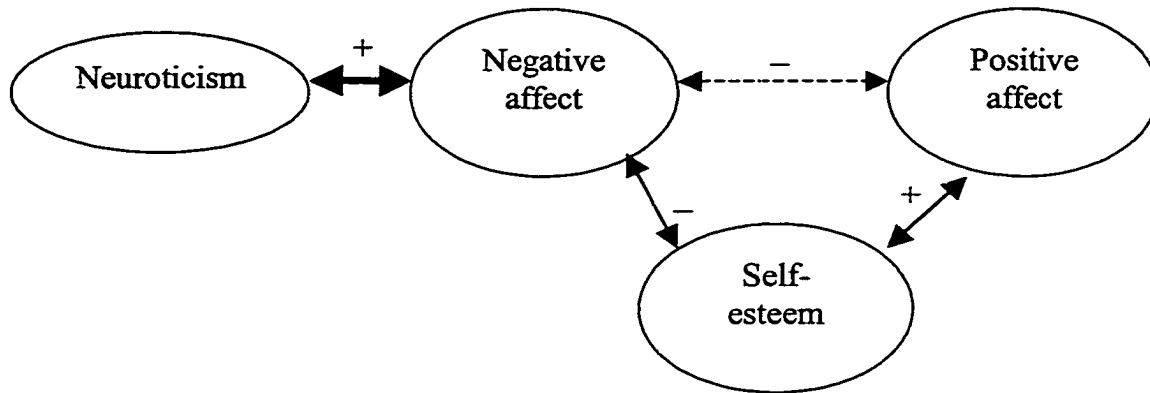 +
Neuroticism
Negative
affect
–
Positive
affect
–
+
Self-
esteem